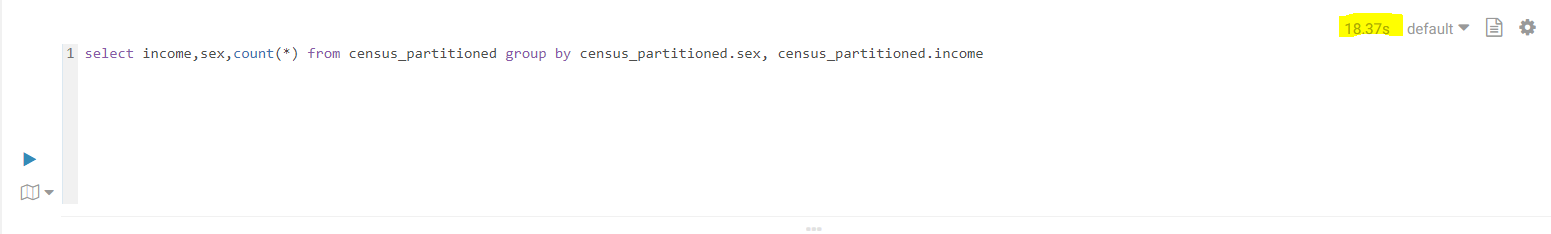 18.37s default
1 select income,sex,count(*) from census_partitioned group by census_partitioned.sex, census_partitioned.income